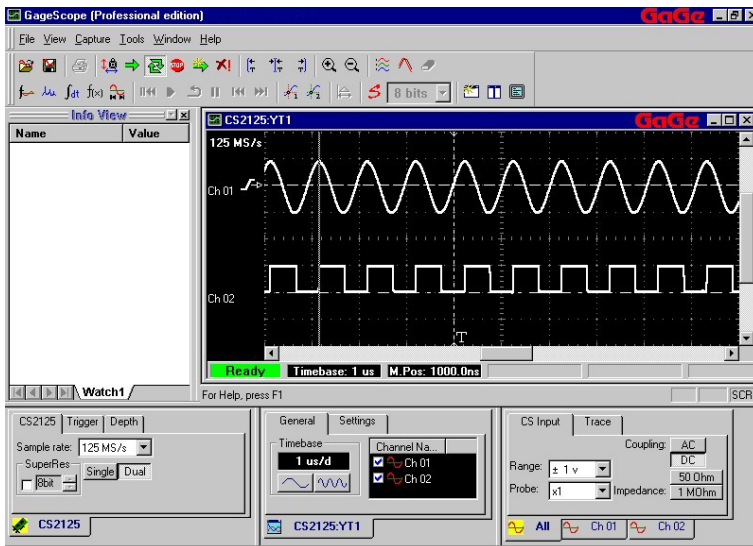 GageScope (Professional edition)
GaGe
File View Capture Tools Window Help
STOP
∫dt f(x)
8 bits
Info View
Name Value
Watch1
CS2125:YT1
GaGe
125 MS/s
Ch 01
Ch 02
T
Ready Timebase: 1 us M.Pos: 1000.0ns
For Help, press F1
SCR
CS2125 Trigger Depth
Sample rate: 125 MS/s
SuperRes
8bit
Single Dual
CS2125
General Settings
Timebase
1 us/d
Channel Na...
Ch 01
Ch 02
CS2125:YT1
CS Input Trace
Coupling: AC
DC
Range: ± 1 v
50 Ohm
Probe: x1
Impedance: 1 MOhm
All Ch 01 Ch 02